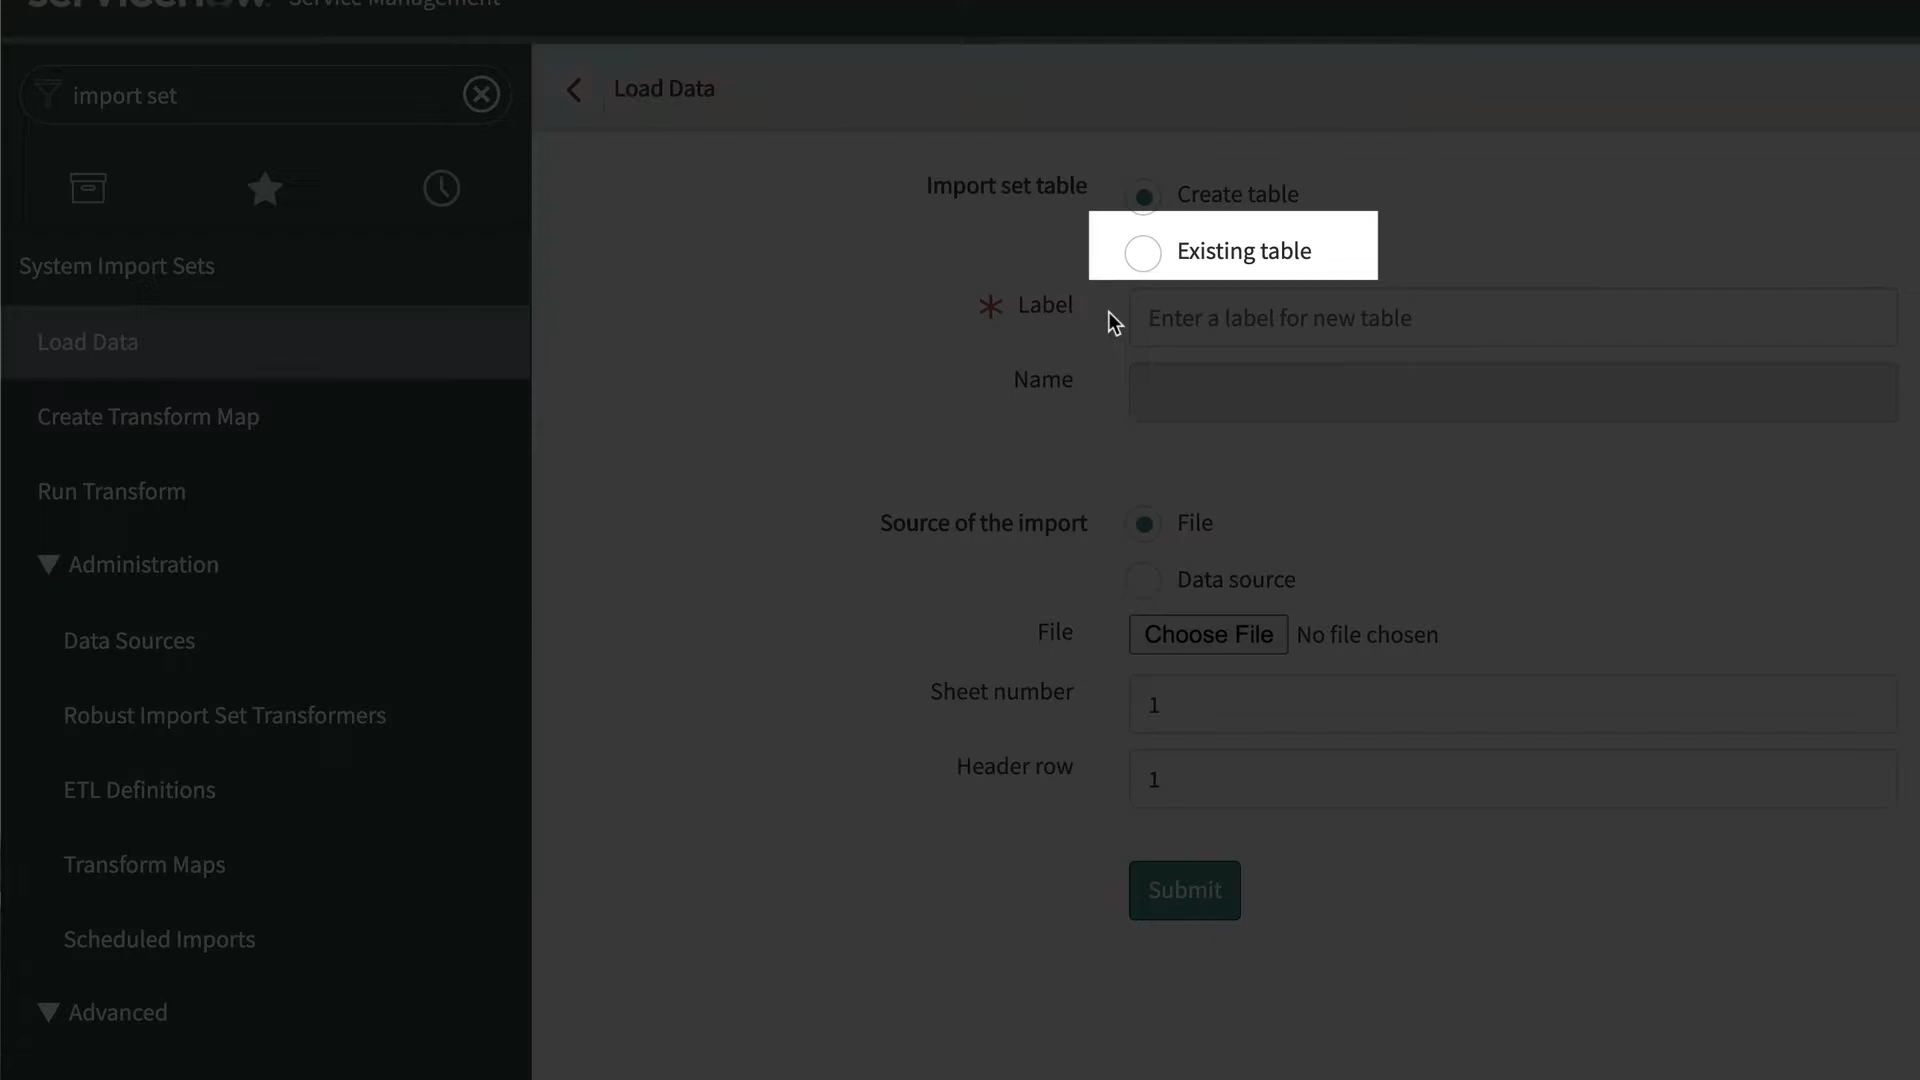 servicenow. Service Management
import set
Load Data
Import set table
Create table
Existing table
System Import Sets
Label
Enter a label for new table
Load Data
Name
Create Transform Map
Run Transform
Source of the import
File
Administration
Data source
File
Choose File No file chosen
Data Sources
Sheet number
1
Robust Import Set Transformers
Header row
1
ETL Definitions
Transform Maps
Submit
Scheduled Imports
Advanced